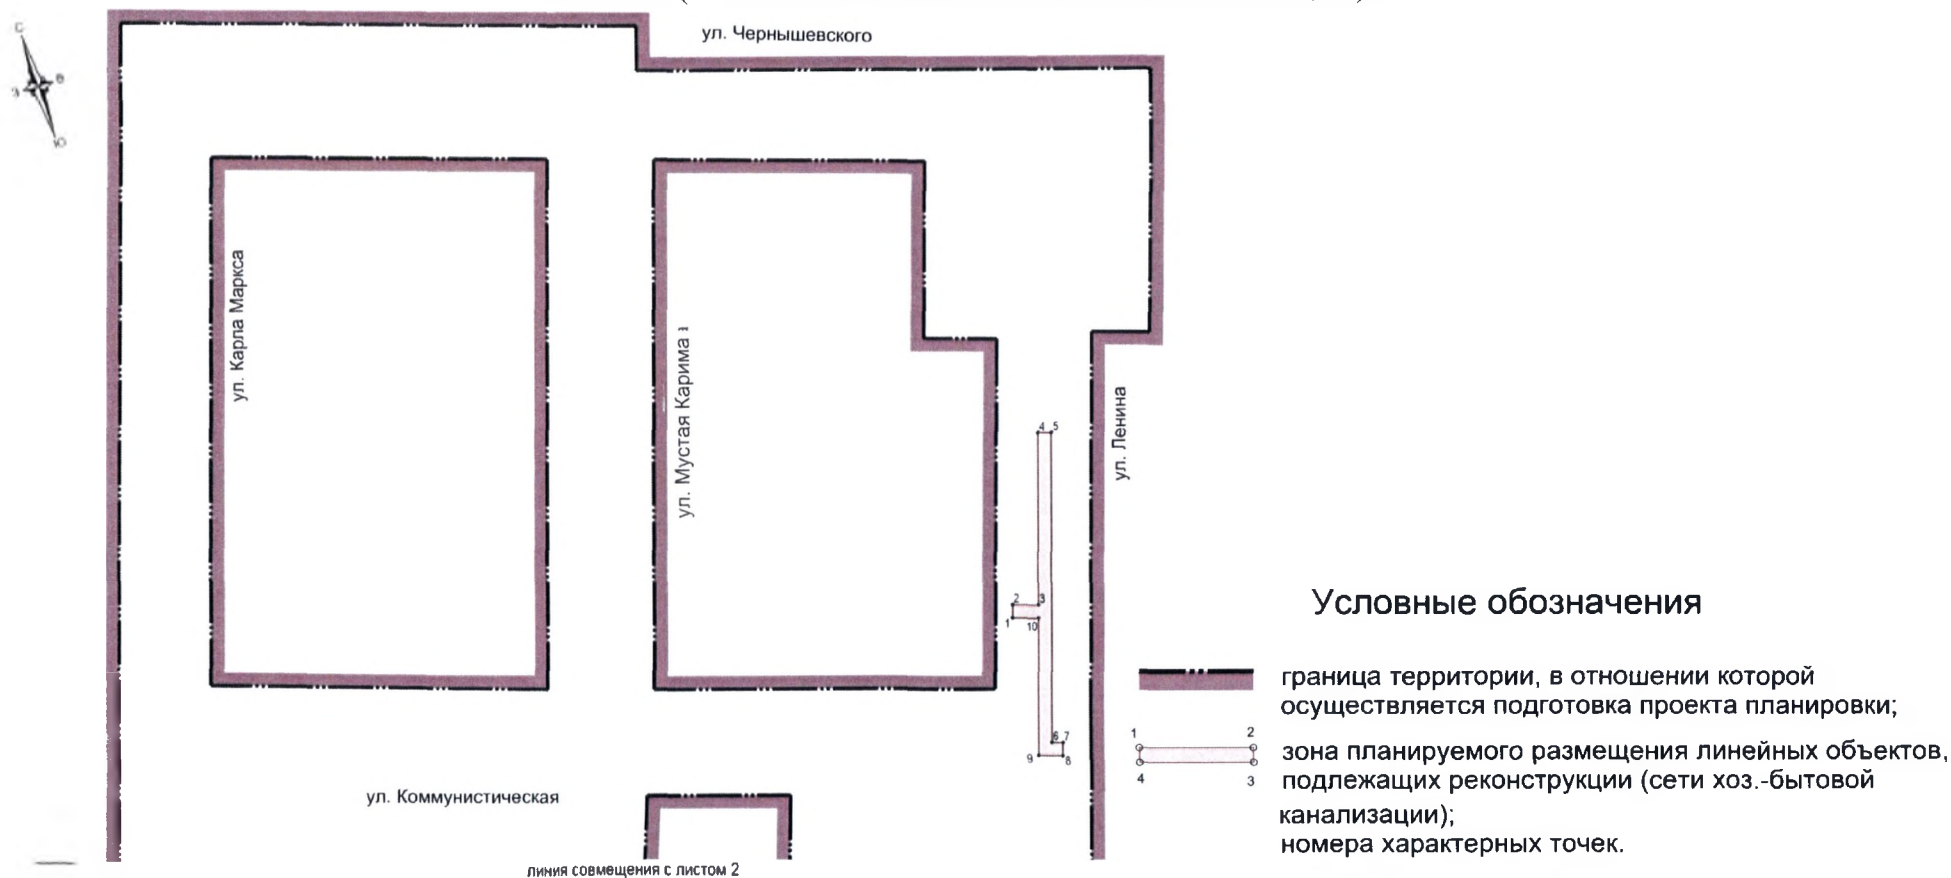 ул. Чернышевского
С
В
З
Ю
ул. Карла Маркса
ул. Мустая Карима
ул. Ленина
4 5
2 3
1 10
6 7
9 8
ул. Коммунистическая
линия совмещения с листом 2
Условные обозначения
граница территории, в отношении которой
осуществляется подготовка проекта планировки;
1 2
4 3
зона планируемого размещения линейных объектов,
подлежащих реконструкции (сети хоз.-бытовой
канализации);
номера характерных точек.